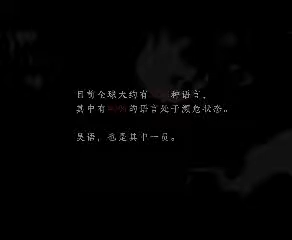 目前全球大约有 种语言,
其中有 的语言处于濒危状态。
吴语, 也是其中一员。